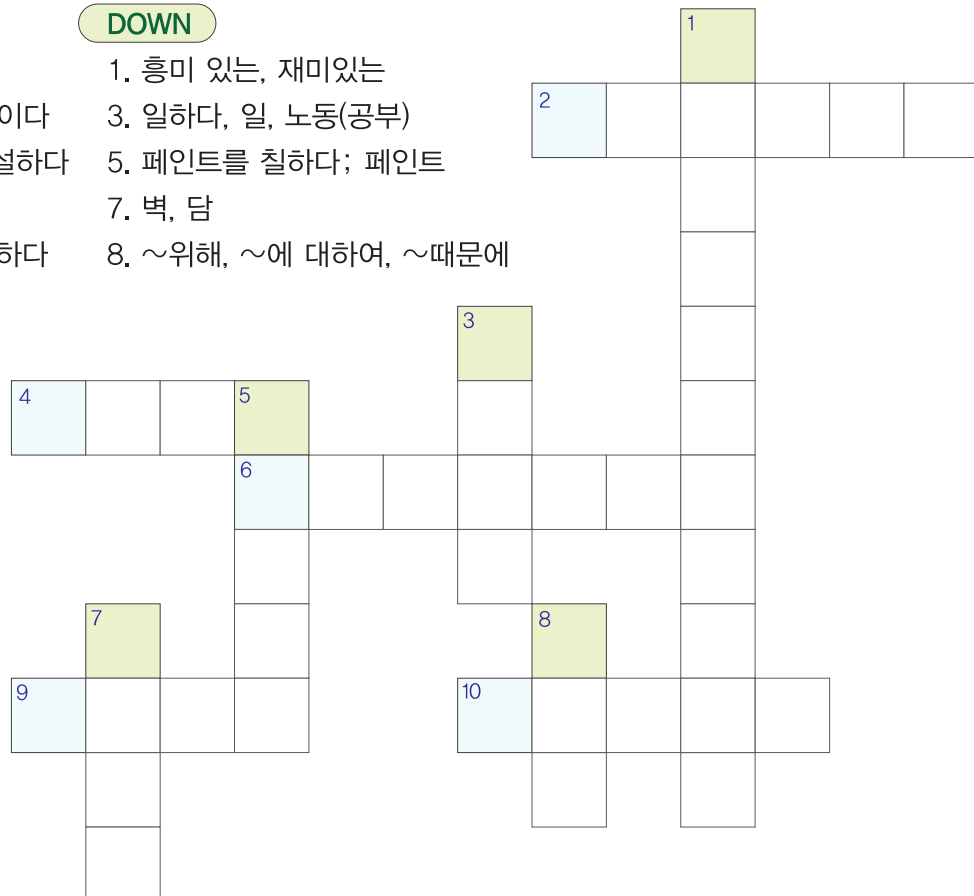 DOWN
1. 흥미 있는, 재미있는
이다
3. 일하다, 일, 노동(공부)
설하다
5. 페인트를 칠하다; 페인트
7. 벽, 담
하다
8. ~위해, ~에 대하여, ~때문에
1
2
3
4
5
6
7
8
9
10